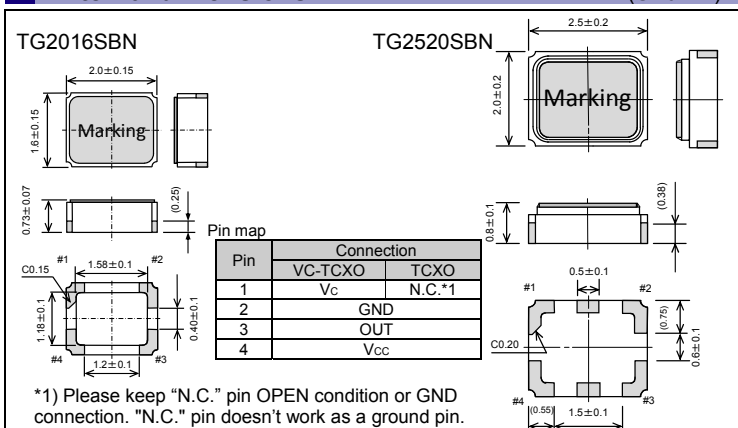 TG2016SBN
TG2520SBN
2.0±0.15
1.6±0.15
Marking
2.5±0.2
2.0±0.2
Marking
0.73±0.07
(0.25)
0.8±0.1
(0.38)
Pin map
Pin Connection
VC-TCXO TCXO
1 Vc N.C.*1
2 GND
3 OUT
4 Vcc
#1 1.58±0.1 #2
C0.15
1.18±0.1
0.40±0.1
#4 1.2±0.1 #3
0.5±0.1
#1 #2
(0.75)
0.6±0.1
C0.20
#4 #3
(0.55) 1.5±0.1
*1) Please keep “N.C.” pin OPEN condition or GND
connection. "N.C." pin doesn’t work as a ground pin.